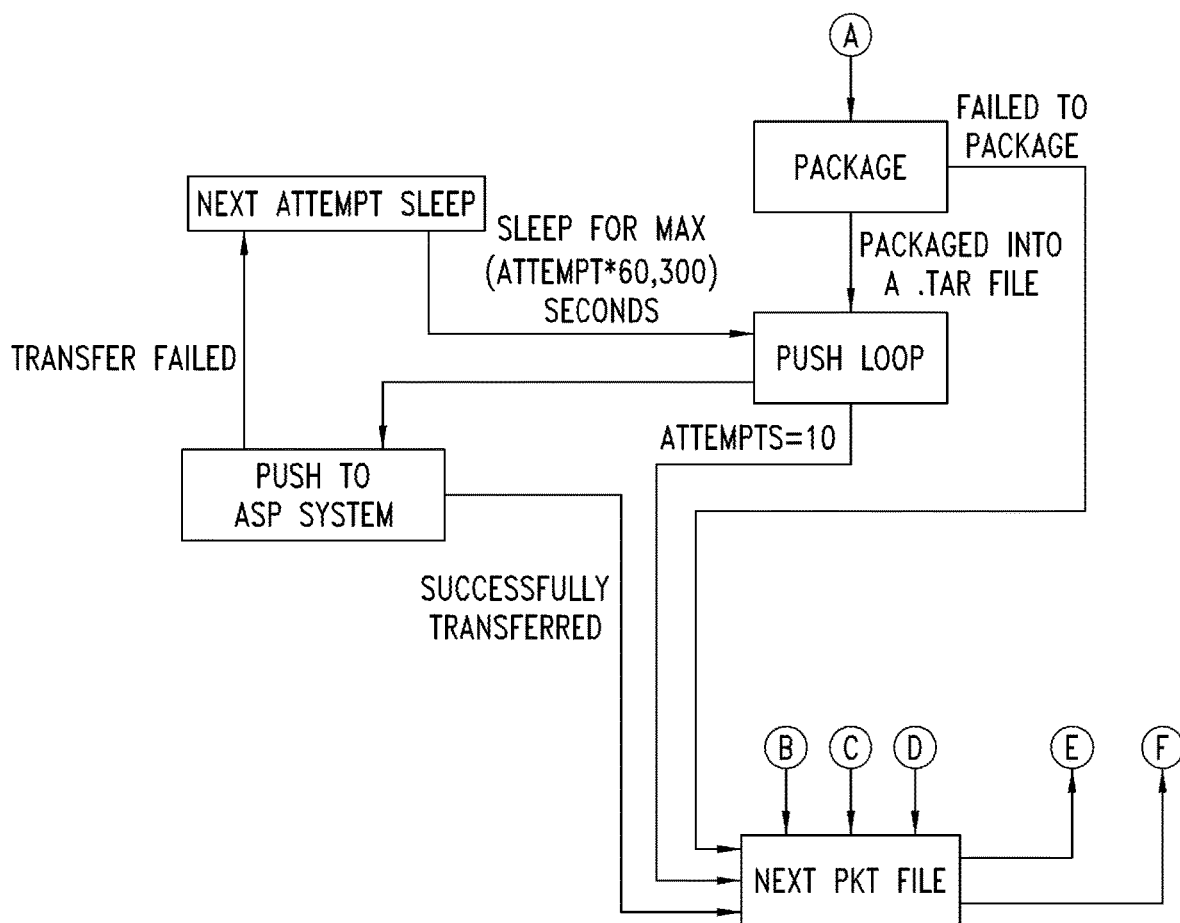 A
FAILED TO
PACKAGE
PACKAGE
NEXT ATTEMPT SLEEP
SLEEP FOR MAX
(ATTEMPT*60,300)
SECONDS
PACKAGED INTO
A .TAR FILE
TRANSFER FAILED
PUSH LOOP
ATTEMPTS=10
PUSH TO
ASP SYSTEM
SUCCESSFULLY
TRANSFERRED
B
C
D
E
F
NEXT PKT FILE